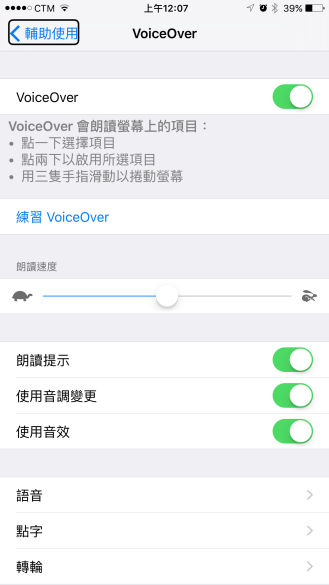 CTM 上午12:07 39%
輔助使用 VoiceOver
VoiceOver
VoiceOver 會朗讀螢幕上的項目：
• 點一下選擇項目
• 點兩下以啟用所選項目
• 用三隻手指滑動以捲動螢幕
練習 VoiceOver
朗讀速度
朗讀提示
使用音調變更
使用音效
語音
點字
轉輪